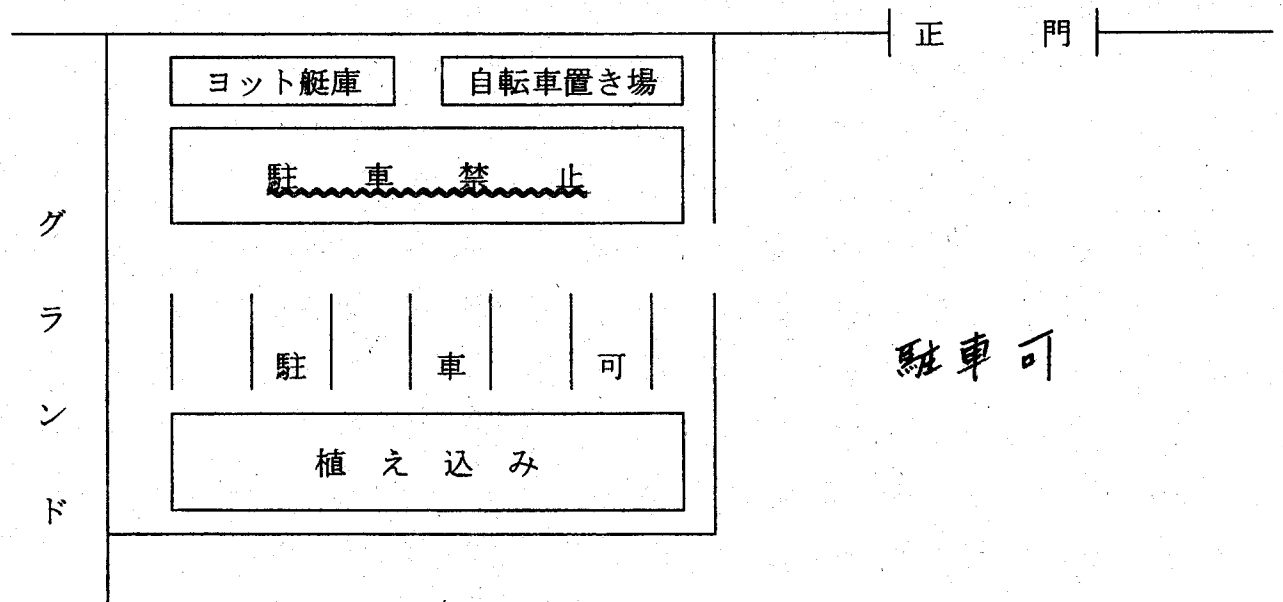 正門
ヨット艇庫
自転車置き場
駐車禁止
グランド
駐車可
駐車可
植え込み